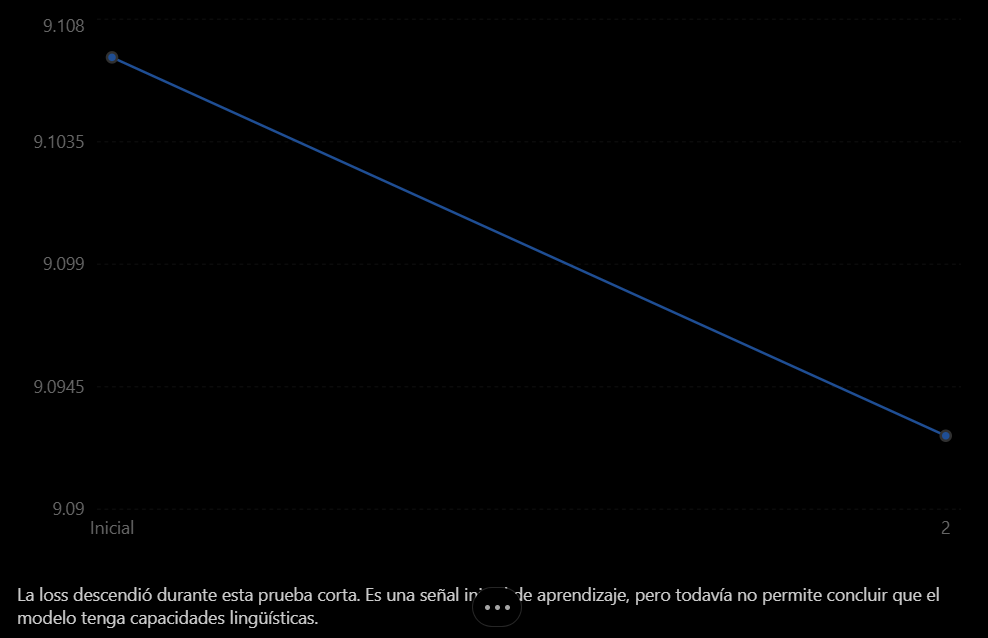 9.108
9.1035
9.099
9.0945
9.09
Inicial
2
La loss descendió durante esta prueba corta. Es una señal de aprendizaje, pero todavía no permite concluir que el
modelo tenga capacidades lingüísticas.